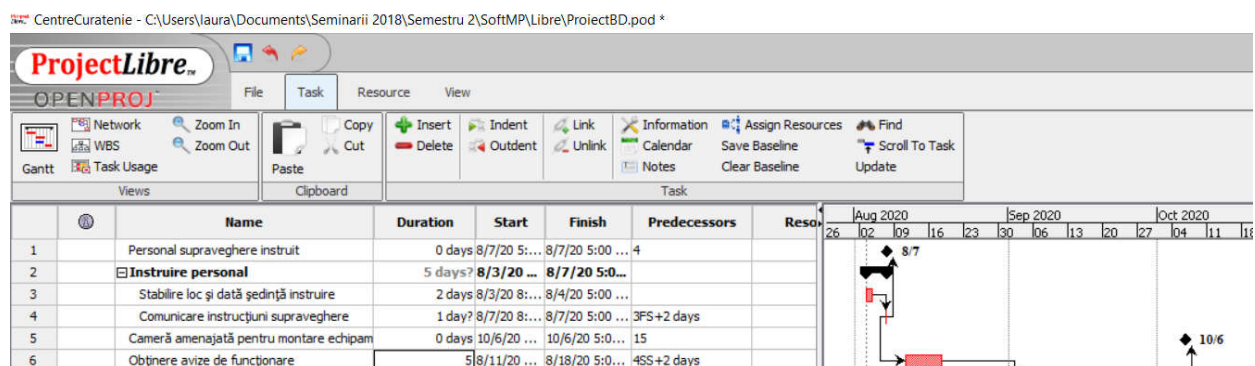 CentreCuratenie - C:\Users\laura\Documents\Seminarii 2018\Semestru 2\SoftMP\Libre\ProiectBD.pod *
ProjectLibre™
OPENPROJ
File Task Resource View
Network Zoom In Copy Insert Indent Link Information Assign Resources Find
WBS Zoom Out Cut Delete Outdent Unlink Calendar Save Baseline Scroll To Task
Gantt Task Usage Paste Notes Clear Baseline Update
Views Clipboard Task
Name Duration Start Finish Predecessors Reso Aug 2020 Sep 2020 Oct 2020
26 02 09 16 23 30 06 13 20 27 04 11 18
1 Personal supraveghere instruit 0 days 8/7/20 5:... 8/7/20 5:00 ... 4 8/7
2 Instruire personal 5 days? 8/3/20 ... 8/7/20 5:0...
3 Stabilire loc și dată ședință instruire 2 days 8/3/20 8:... 8/4/20 5:00 ...
4 Comunicare instrucțiuni supraveghere 1 day? 8/7/20 8:... 8/7/20 5:00 ... 3FS+2 days
5 Cameră amenajată pentru montare echipam 0 days 10/6/20 ... 10/6/20 5:0... 15 10/6
6 Obținere avize de funcționare 5 8/11/20 ... 8/18/20 5:0... 4SS+2 days